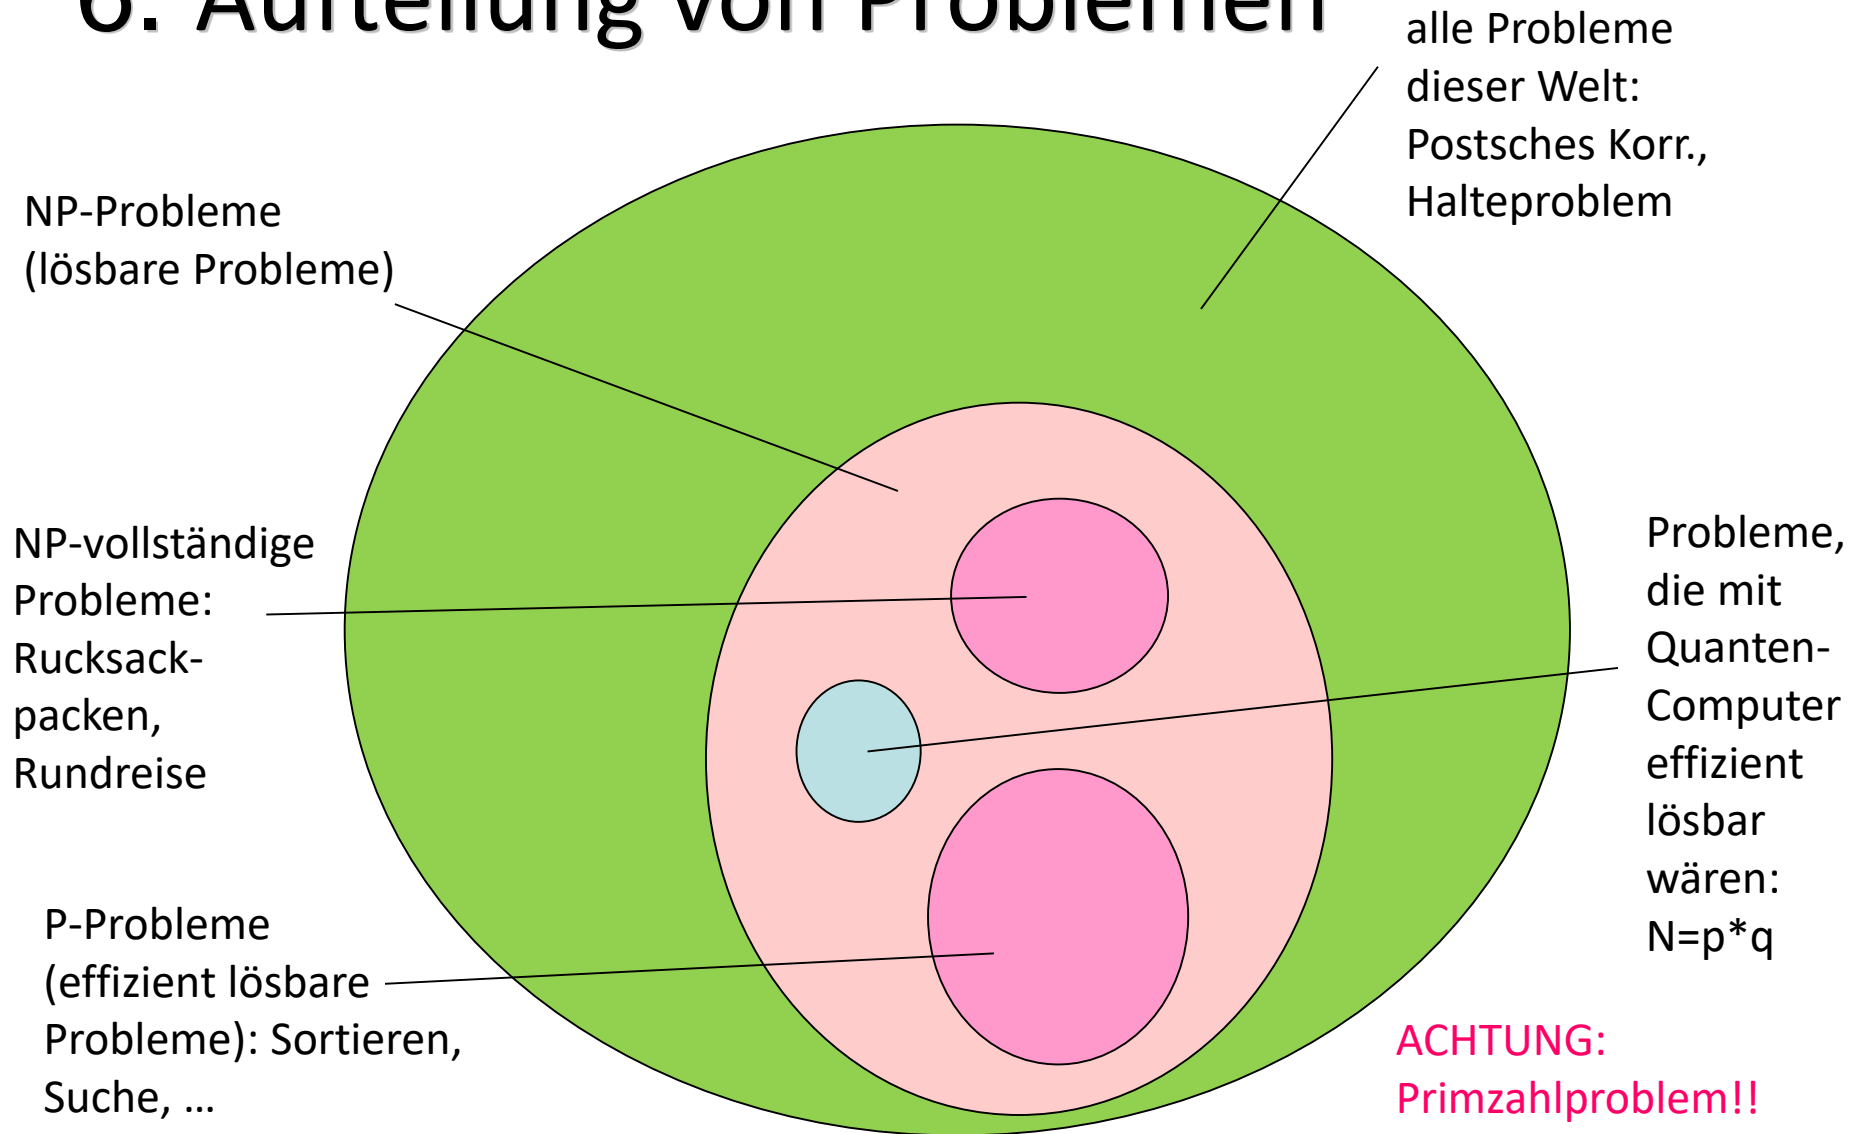 6. Aufteilung von Problemen
alle Probleme
dieser Welt:
Postsches Korr.,
Halteproblem
NP-Probleme
(lösbare Probleme)
NP-vollständige
Probleme:
Rucksack-
packen,
Rundreise
Probleme,
die mit
Quanten-
Computer
effizient
lösbar
wären:
N=p*q
P-Probleme
(effizient lösbare
Probleme): Sortieren,
Suche, ...
ACHTUNG:
Primzahlproblem!!